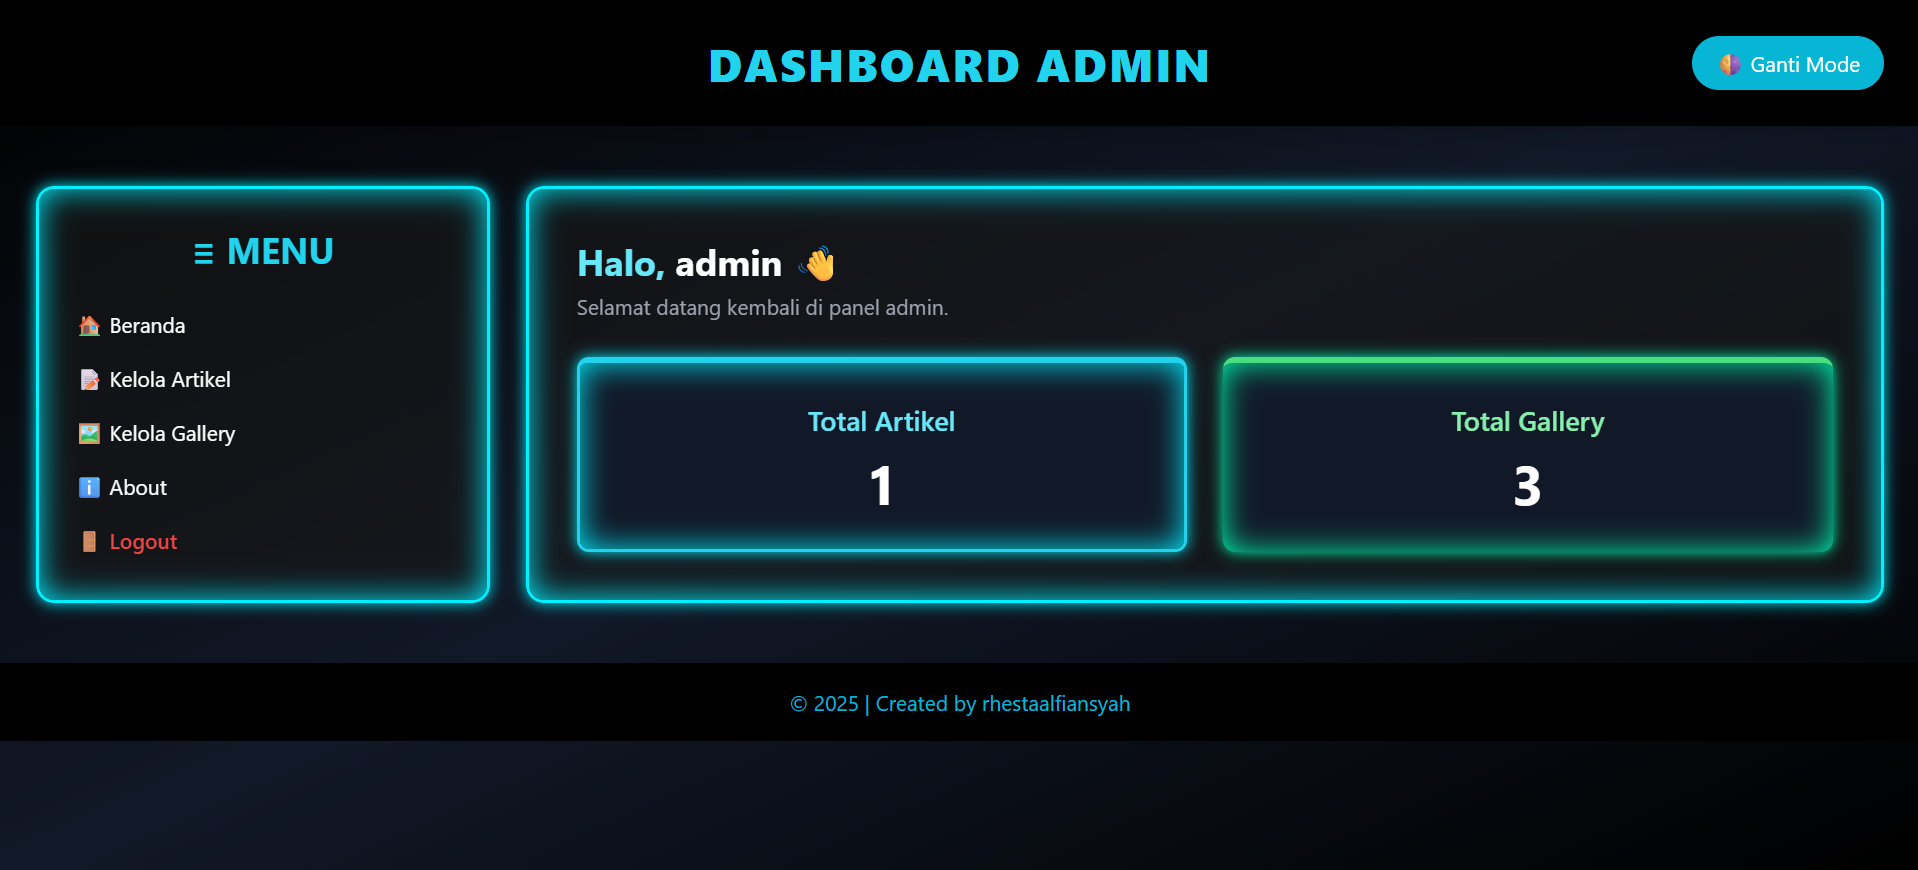 DASHBOARD ADMIN
Ganti Mode
MENU
Beranda
Kelola Artikel
Kelola Gallery
About
Logout
Halo, admin 👋
Selamat datang kembali di panel admin.
Total Artikel
1
Total Gallery
3
© 2025 | Created by rhestaalfiansyah